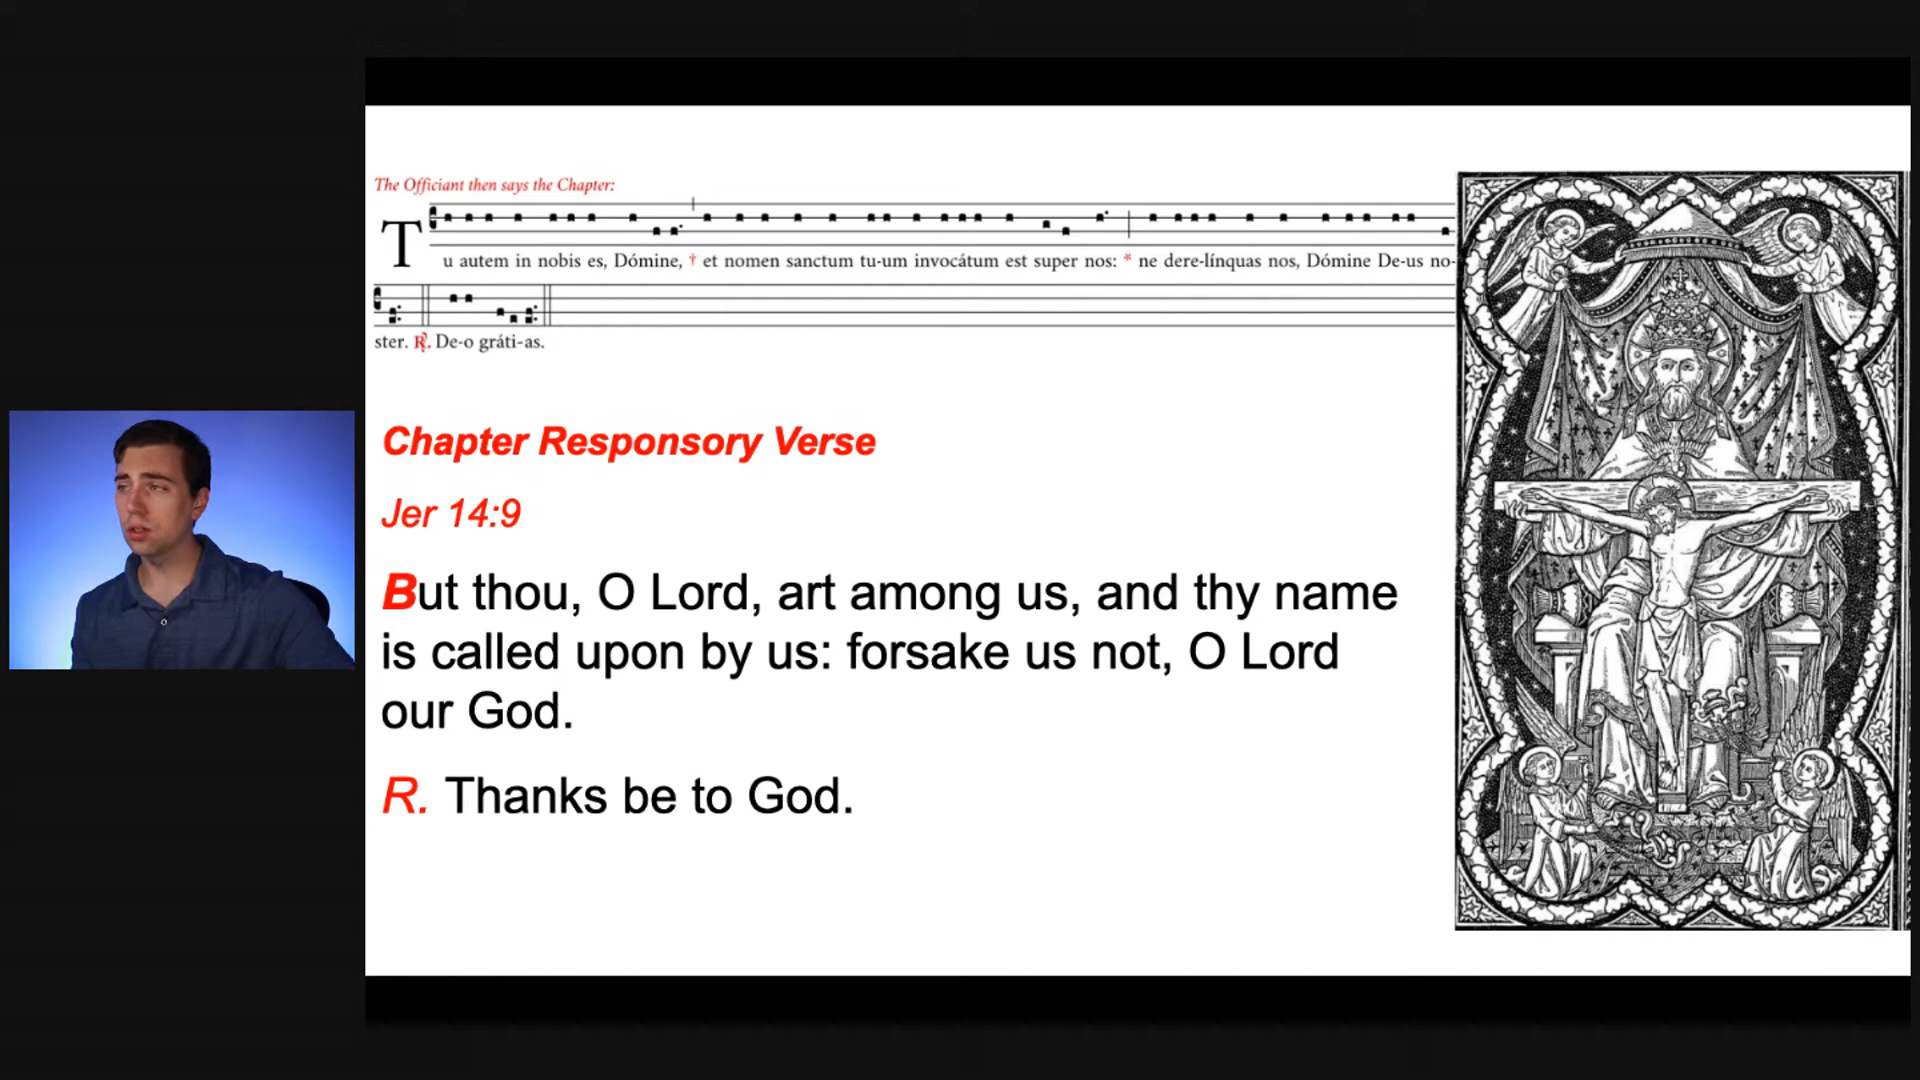 The Officiant then says the Chapter:
Tu autem in nobis es, Dómine, † et nomen sanctum tu-um invocátum est super nos: * ne dere-línquas nos, Dómine De-us no-
ster. ℟. De-o gráti-as.
Chapter Responsory Verse
Jer 14:9
But thou, O Lord, art among us, and thy name
is called upon by us: forsake us not, O Lord
our God.
R. Thanks be to God.